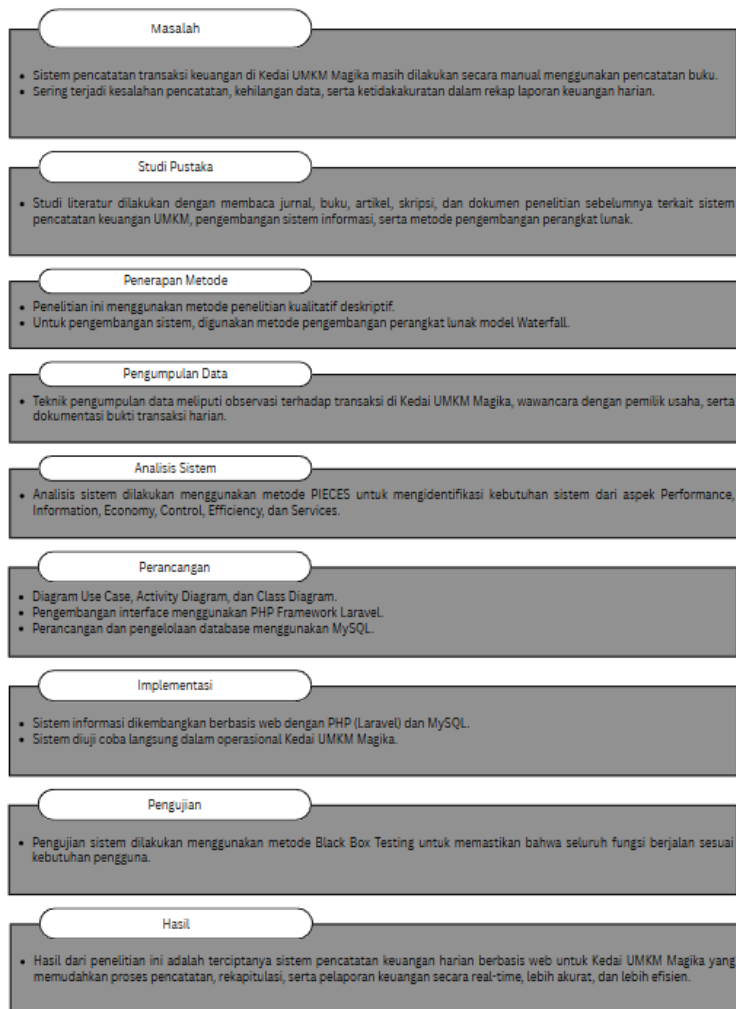 Masalah
• Sistem pencatatan transaksi keuangan di Kedai UMKM Magika masih dilakukan secara manual menggunakan pencatatan buku.
• Sering terjadi kesalahan pencatatan, kehilangan data, serta ketidakakuratan dalam rekap laporan keuangan harian.
Studi Pustaka
• Studi literatur dilakukan dengan membaca jurnal, buku, artikel, skripsi, dan dokumen penelitian sebelumnya terkait sistem
pencatatan keuangan UMKM, pengembangan sistem informasi, serta metode pengembangan perangkat lunak.
Penerapan Metode
• Penelitian ini menggunakan metode penelitian kualitatif deskriptif.
• Untuk pengembangan sistem, digunakan metode pengembangan perangkat lunak model Waterfall.
Pengumpulan Data
• Teknik pengumpulan data meliputi observasi terhadap transaksi di Kedai UMKM Magika, wawancara dengan pemilik usaha, serta
dokumentasi bukti transaksi harian.
Analisis Sistem
• Analisis sistem dilakukan menggunakan metode PIECES untuk mengidentifikasi kebutuhan sistem dari aspek Performance,
Information, Economy, Control, Efficiency, dan Services.
Perancangan
• Diagram Use Case, Activity Diagram, dan Class Diagram.
• Pengembangan interface menggunakan PHP Framework Laravel.
• Perancangan dan pengelolaan database menggunakan MySQL.
Implementasi
• Sistem informasi dikembangkan berbasis web dengan PHP (Laravel) dan MySQL.
• Sistem diuji coba langsung dalam operasional Kedai UMKM Magika.
Pengujian
• Pengujian sistem dilakukan menggunakan metode Black Box Testing untuk memastikan bahwa seluruh fungsi berjalan sesuai
kebutuhan pengguna.
Hasil
• Hasil dari penelitian ini adalah terciptanya sistem pencatatan keuangan harian berbasis web untuk Kedai UMKM Magika yang
memudahkan proses pencatatan, rekapitulasi, serta pelaporan keuangan secara real-time, lebih akurat, dan lebih efisien.